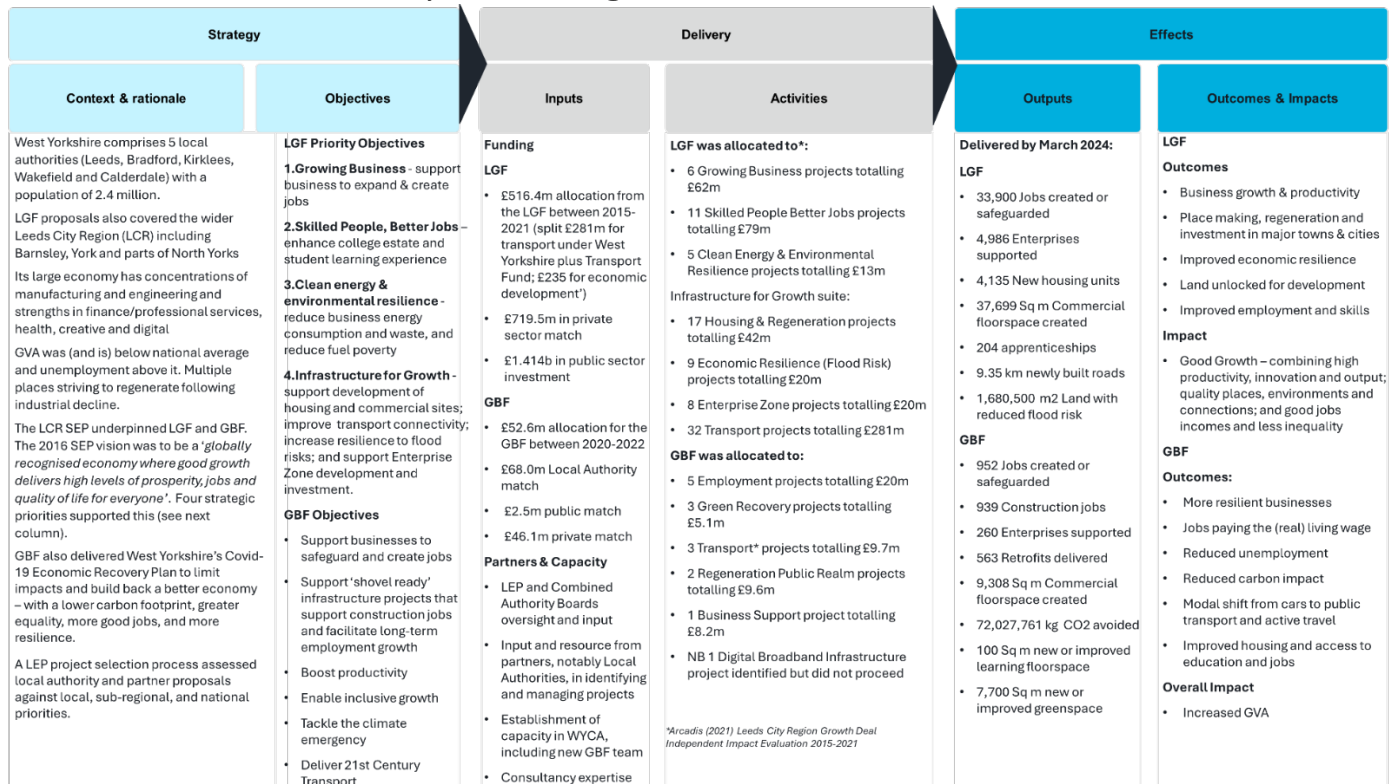 Strategy
Delivery
Effects
Context & rationale
Objectives
Inputs
Activities
Outputs
Outcomes & Impacts
West Yorkshire comprises 5 local
authorities (Leeds, Bradford, Kirklees,
Wakefield and Calderdale) with a
population of 2.4 million.
LGF proposals also covered the wider
Leeds City Region (LCR) including
Barnsley, York and parts of North Yorks
Its large economy has concentrations of
manufacturing and engineering and
strengths in finance/professional services,
health, creative and digital
GVA was (and is) below national average
and unemployment above it. Multiple
places striving to regenerate following
industrial decline.
The LCR SEP underpinned LGF and GBF.
The 2016 SEP vision was to be a 'globally
recognised economy where good growth
delivers high levels of prosperity, jobs and
quality of life for everyone'. Four strategic
priorities supported this (see next
column).
GBF also delivered West Yorkshire's Covid-
19 Economic Recovery Plan to limit
impacts and build back a better economy
– with a lower carbon footprint, greater
equality, more good jobs, and more
resilience.
A LEP project selection process assessed
local authority and partner proposals
against local, sub-regional, and national
priorities.
LGF Priority Objectives
1.Growing Business - support
business to expand & create
jobs
2.Skilled People, Better Jobs –
enhance college estate and
student learning experience
3.Clean energy &
environmental resilience -
reduce business energy
consumption and waste, and
reduce fuel poverty
4.Infrastructure for Growth -
support development of
housing and commercial sites;
improve transport connectivity;
increase resilience to flood
risks; and support Enterprise
Zone development and
investment.
GBF Objectives
• Support businesses to
safeguard and create jobs
• Support 'shovel ready'
infrastructure projects that
support construction jobs
and facilitate long-term
employment growth
• Boost productivity
• Enable inclusive growth
• Tackle the climate
emergency
• Deliver 21st Century
Transport
Funding
LGF
• £516.4m allocation from
the LGF between 2015-
2021 (split £281m for
transport under West
Yorkshire plus Transport
Fund; £235 for economic
development')
• £719.5m in private
sector match
• £1.414b in public sector
investment
GBF
• £52.6m allocation for the
GBF between 2020-2022
• £68.0m Local Authority
match
• £2.5m public match
• £46.1m private match
Partners & Capacity
• LEP and Combined
Authority Boards
oversight and input
• Input and resource from
partners, notably Local
Authorities, in identifying
and managing projects
• Establishment of
capacity in WYCA,
including new GBF team
• Consultancy expertise
LGF was allocated to*:
• 6 Growing Business projects totalling
£62m
• 11 Skilled People Better Jobs projects
totalling £79m
• 5 Clean Energy & Environmental
Resilience projects totalling £13m
Infrastructure for Growth suite:
• 17 Housing & Regeneration projects
totalling £42m
• 9 Economic Resilience (Flood Risk)
projects totalling £20m
• 8 Enterprise Zone projects totalling £20m
• 32 Transport projects totalling £281m
GBF was allocated to:
• 5 Employment projects totalling £20m
• 3 Green Recovery projects totalling
£5.1m
• 3 Transport* projects totalling £9.7m
• 2 Regeneration Public Realm projects
totalling £9.6m
• 1 Business Support project totalling
£8.2m
• NB 1 Digital Broadband Infrastructure
project identified but did not proceed
*Arcadis (2021) Leeds City Region Growth Deal
Independent Impact Evaluation 2015-2021
Delivered by March 2024:
LGF
• 33,900 Jobs created or
safeguarded
• 4,986 Enterprises
supported
• 4,135 New housing units
• 37,699 Sq m Commercial
floorspace created
• 204 apprenticeships
• 9.35 km newly built roads
• 1,680,500 m2 Land with
reduced flood risk
GBF
• 952 Jobs created or
safeguarded
• 939 Construction jobs
• 260 Enterprises supported
• 563 Retrofits delivered
• 9,308 Sq m Commercial
floorspace created
• 72,027,761 kg CO2 avoided
• 100 Sq m new or improved
learning floorspace
• 7,700 Sq m new or
improved greenspace
LGF
Outcomes
• Business growth & productivity
• Place making, regeneration and
investment in major towns & cities
• Improved economic resilience
• Land unlocked for development
• Improved employment and skills
Impact
• Good Growth – combining high
productivity, innovation and output;
quality places, environments and
connections; and good jobs
incomes and less inequality
GBF
Outcomes:
• More resilient businesses
• Jobs paying the (real) living wage
• Reduced unemployment
• Reduced carbon impact
• Modal shift from cars to public
transport and active travel
• Improved housing and access to
education and jobs
Overall Impact
• Increased GVA